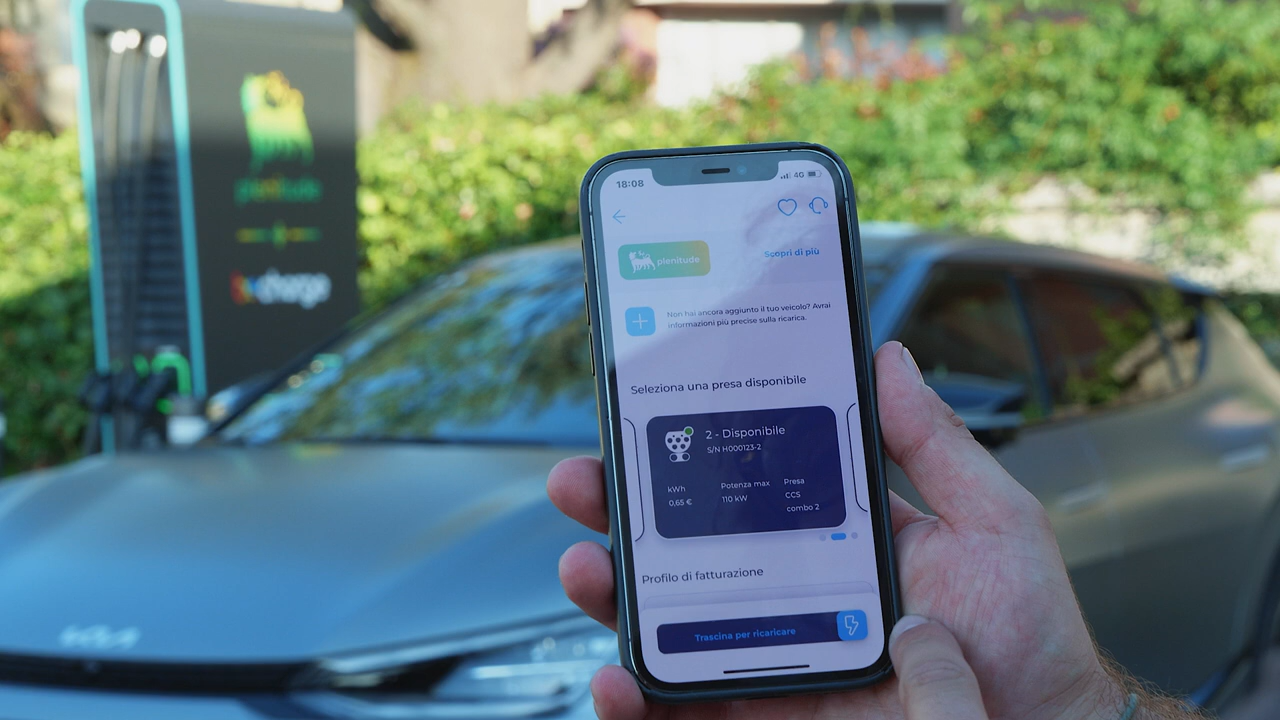 plenitude
be charge
18:08
4G
plenitude
Scopri di più
Non hai ancora aggiunto il tuo veicolo? Avrai
informazioni più precise sulla ricarica.
Seleziona una presa disponibile
2 - Disponibile
S/N H000123-2
kWh
0,65 €
Potenza max
110 kW
Presa
CCS
combo 2
Profilo di fatturazione
Trascina per ricaricare
KIA